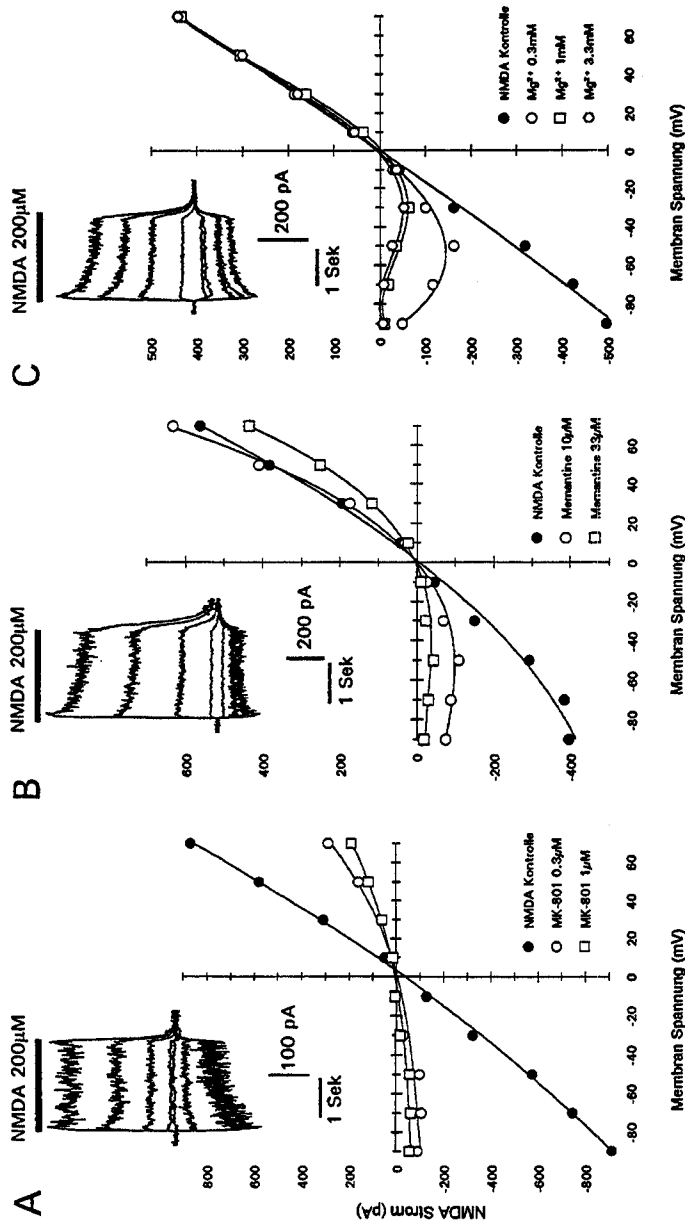 A
NMDA 200µM
1 Sek
100 pA
NMDA Strom (pA)
800
600
400
200
0
-200
-400
-600
-800
-80
-60
-40
-20
0
20
40
60
Membran Spannung (mV)
NMDA Kontrolle
MK-801 0.3µM
MK-801 1µM
B
NMDA 200µM
1 Sek
200 pA
600
400
200
0
-200
-400
-80
-60
-40
-20
0
20
40
60
Membran Spannung (mV)
NMDA Kontrolle
Memantine 10µM
Memantine 33µM
C
NMDA 200µM
1 Sek
200 pA
500
400
300
200
100
0
-100
-200
-300
-400
-500
-80
-60
-40
-20
0
20
40
60
Membran Spannung (mV)
NMDA Kontrolle
Mg²⁺ 0.3mM
Mg²⁺ 1mM
Mg²⁺ 3.3mM